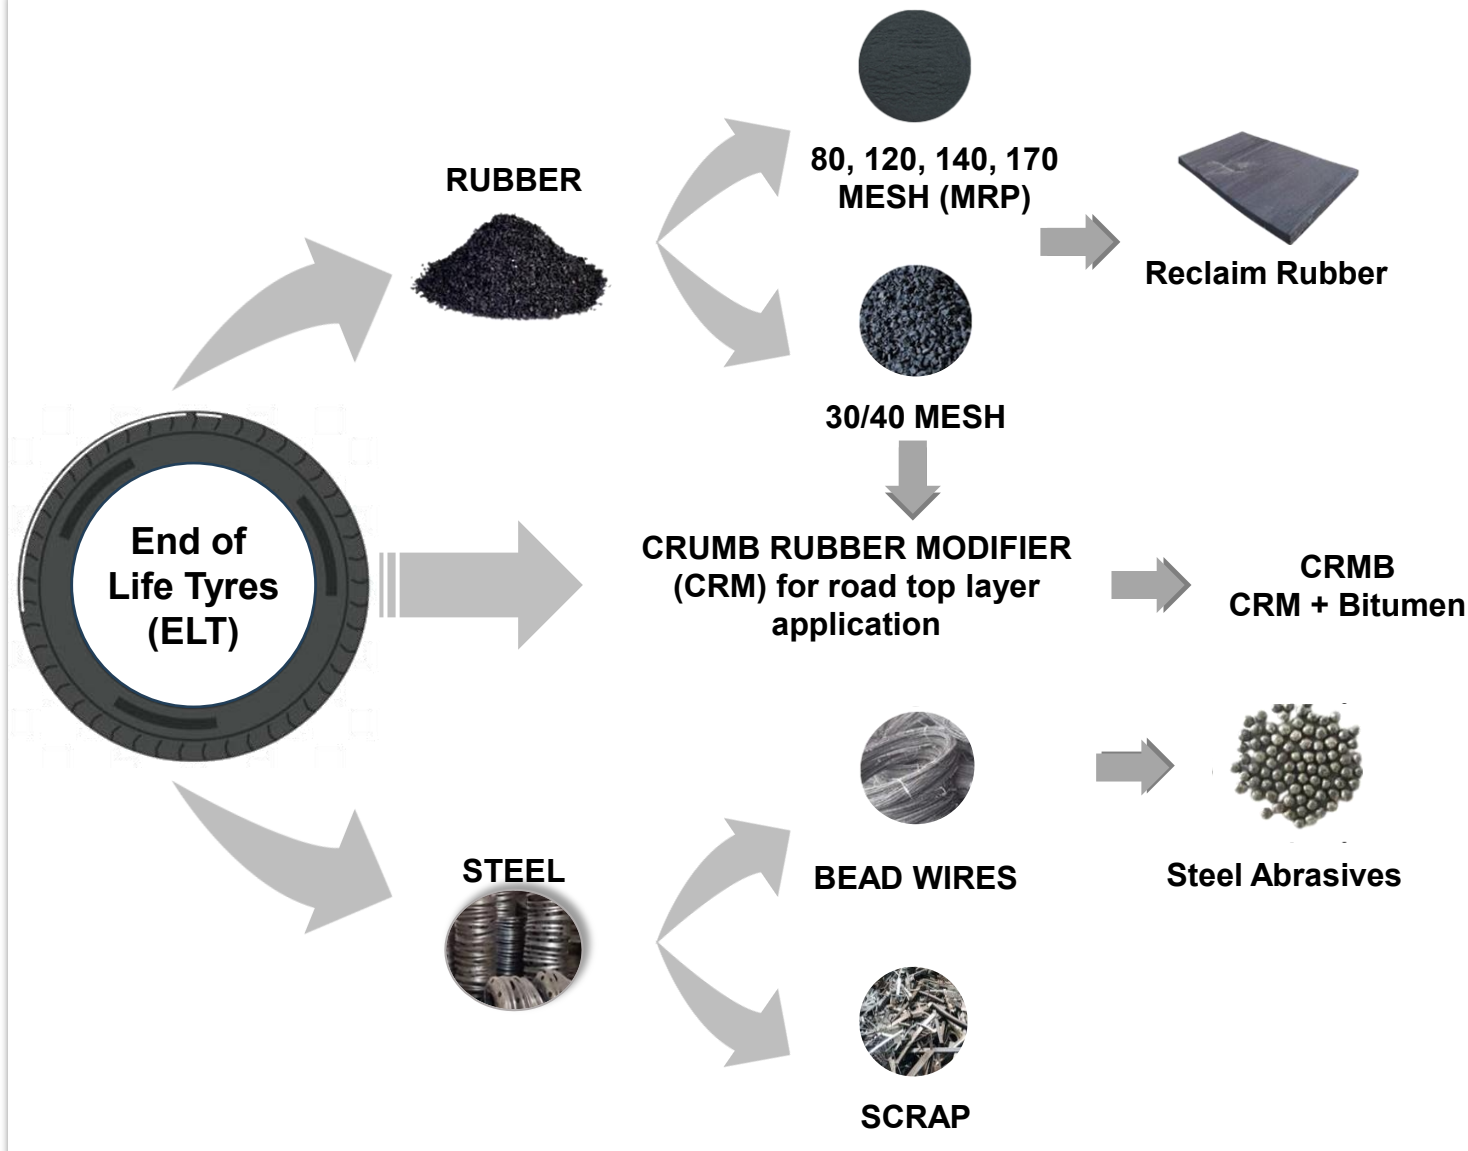 End of
Life Tyres
(ELT)
RUBBER
80, 120, 140, 170
MESH (MRP)
Reclaim Rubber
30/40 MESH
CRUMB RUBBER MODIFIER
(CRM) for road top layer
application
CRMB
CRM + Bitumen
STEEL
BEAD WIRES
Steel Abrasives
SCRAP